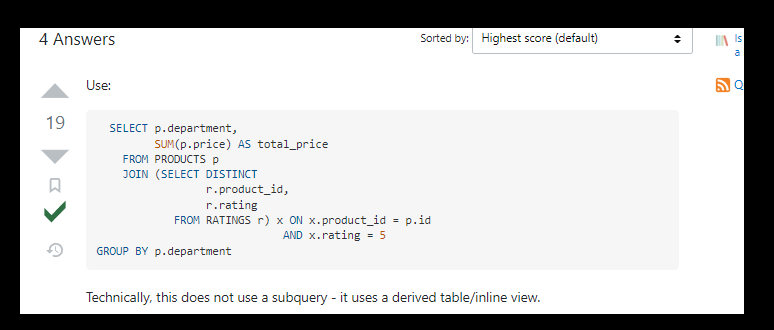 4 Answers
Sorted by:
Highest score (default)
Is
a
Use:
Q
19
SELECT p.department,
SUM(p.price) AS total_price
FROM PRODUCTS p
JOIN (SELECT DISTINCT
r.product_id,
r.rating
FROM RATINGS r) x ON x.product_id = p.id
AND x.rating = 5
GROUP BY p.department
Technically, this does not use a subquery - it uses a derived table/inline view.